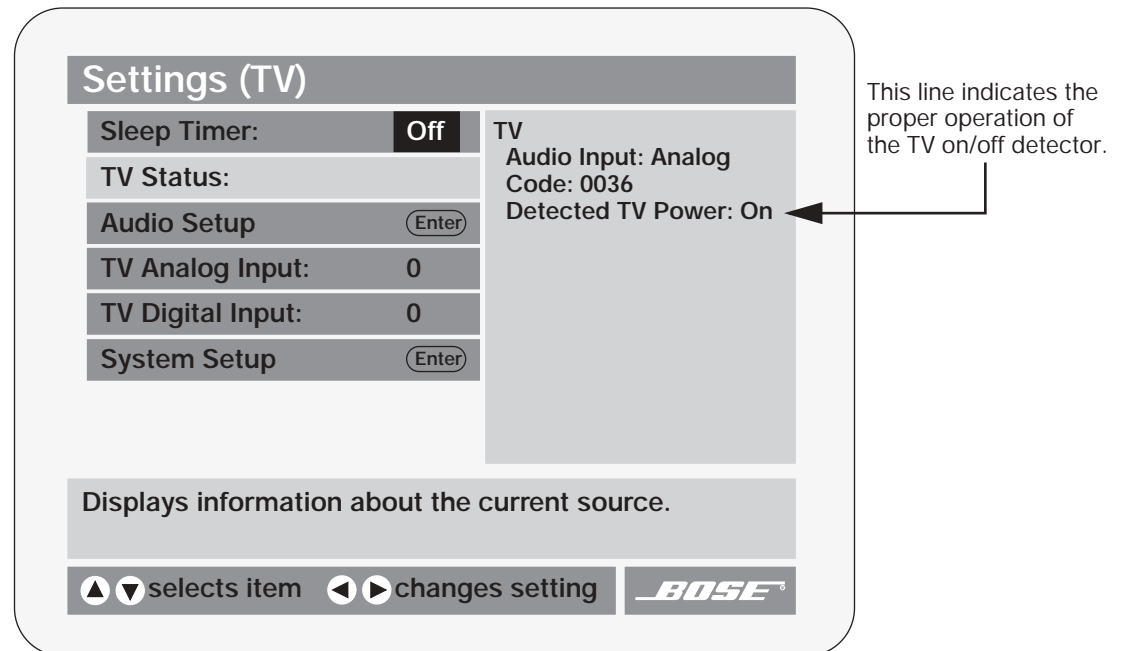 Settings (TV)
Sleep Timer: Off
TV Status:
Audio Setup Enter
TV Analog Input: 0
TV Digital Input: 0
System Setup Enter
TV
Audio Input: Analog
Code: 0036
Detected TV Power: On
This line indicates the
proper operation of
the TV on/off detector.
Displays information about the current source.
selects item changes setting BOSE